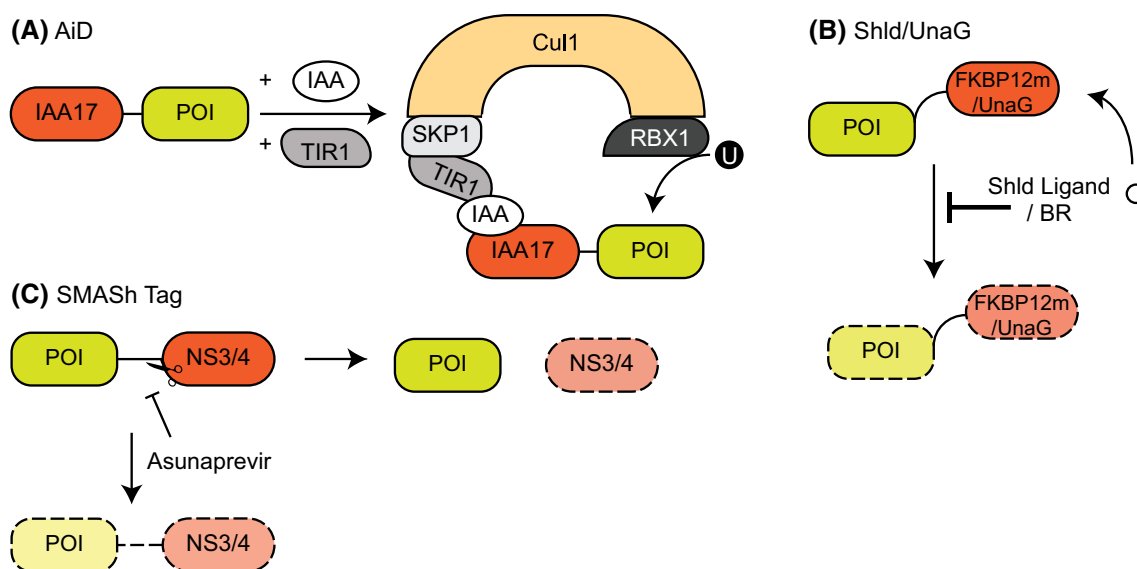 (A) AiD
IAA17
POI
+
IAA
+
TIR1
Cul1
SKP1
RBX1
TIR1
U
IAA
IAA17
POI
(B) Shld/UnaG
FKBP12m
/UnaG
POI
Shld Ligand
/ BR
FKBP12m
/UnaG
POI
(C) SMASh Tag
POI
NS3/4
POI
NS3/4
Asunaprevir
POI
NS3/4